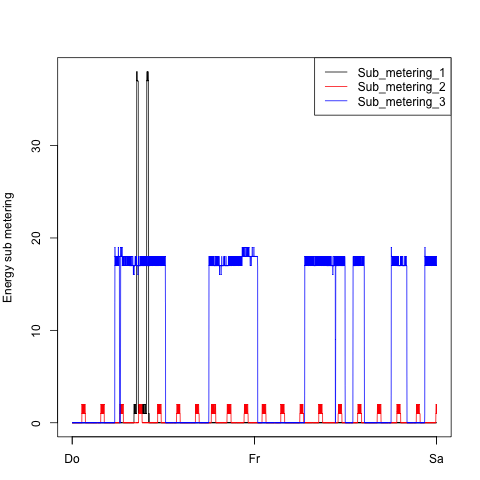 Sub_metering_1
Sub_metering_2
Sub_metering_3
Energy sub metering
30
20
10
0
Do
Fr
Sa